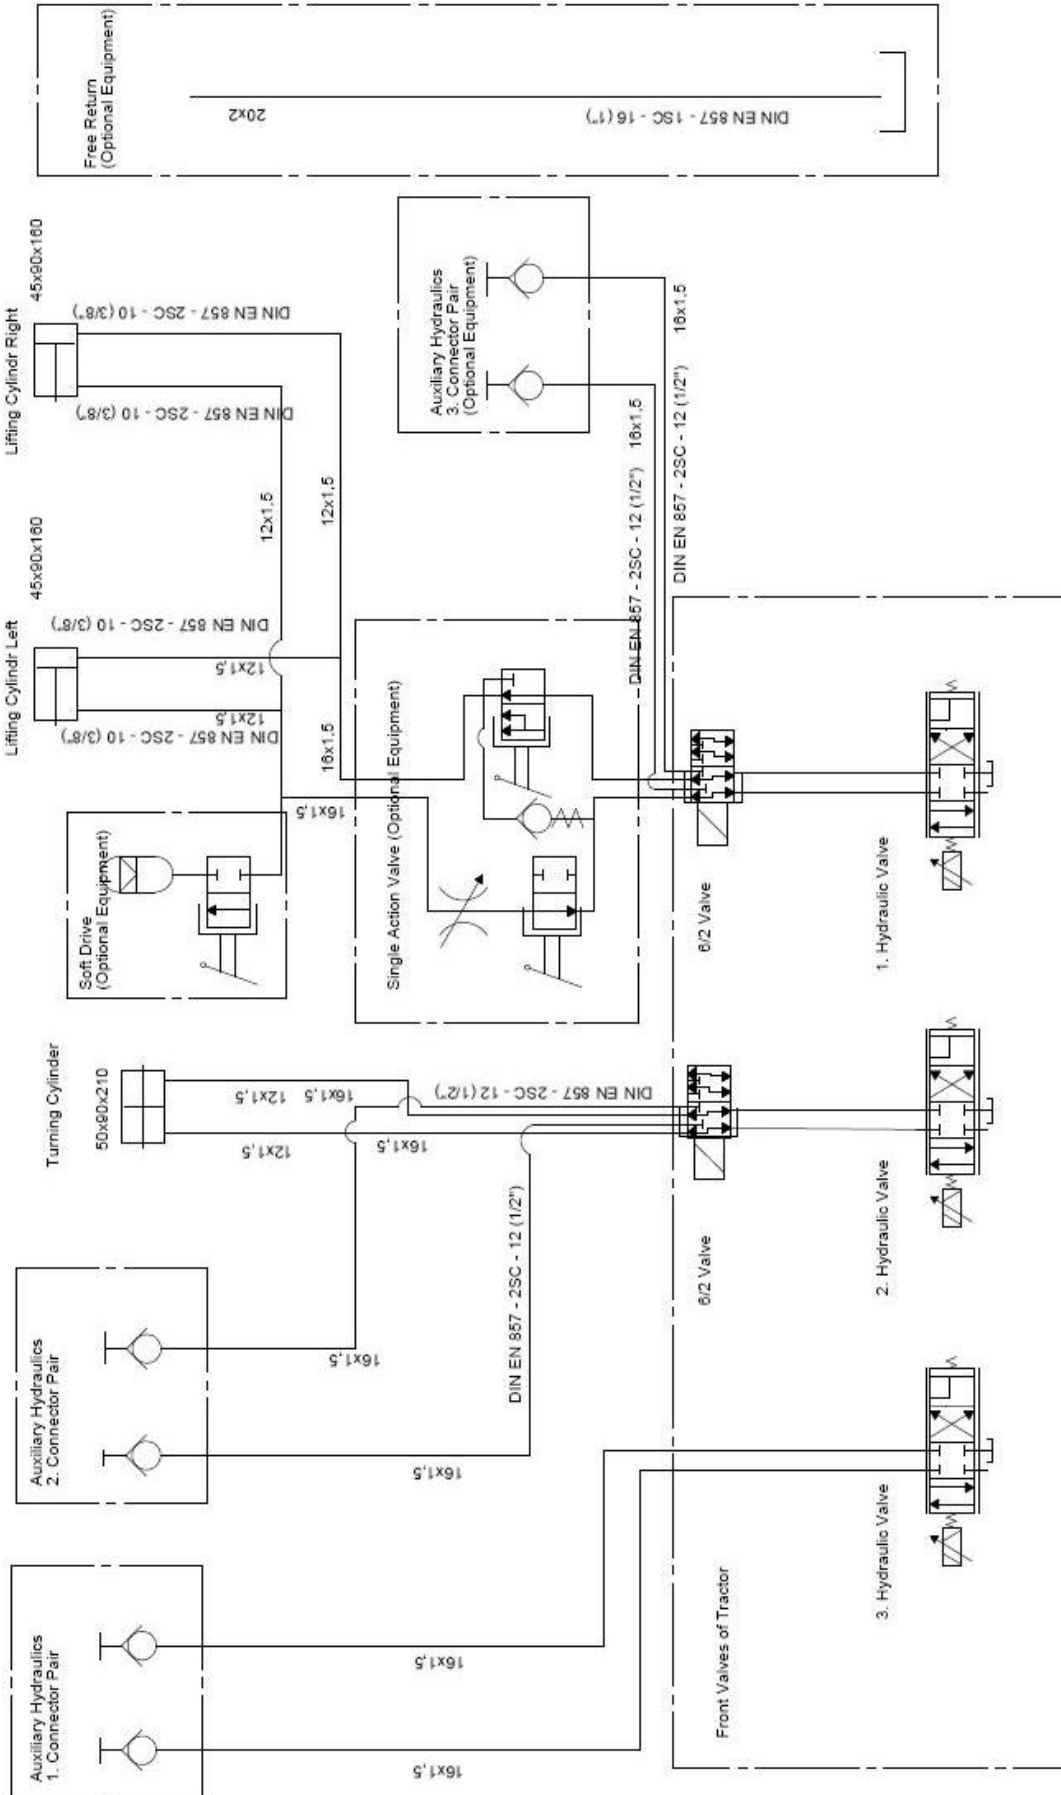 Free Return
(Optional Equipment)
20x2
DIN EN 857 - 1SC - 16 (1")
Lifting Cylindr Right
45x90x160
DIN EN 857 - 2SC - 10 (3/8")
DIN EN 857 - 2SC - 10 (3/8")
12x1,5
12x1,5
Auxiliary Hydraulics
3. Connector Pair
(Optional Equipment)
16x1,5
16x1,5
DIN EN 857 - 2SC - 12 (1/2")
DIN EN 857 - 2SC - 12 (1/2")
Lifting Cylindr Left
45x90x160
DIN EN 857 - 2SC - 10 (3/8")
12x1,5
12x1,5
DIN EN 857 - 2SC - 10 (3/8")
16x1,5
16x1,5
Soft Drive
(Optional Equipment)
Single Action Valve (Optional Equipment)
6/2 Valve
1. Hydraulic Valve
Turning Cylinder
50x90x210
12x1,5
16x1,5
DIN EN 857 - 2SC - 12 (1/2")
12x1,5
16x1,5
DIN EN 857 - 2SC - 12 (1/2")
6/2 Valve
2. Hydraulic Valve
Auxiliary Hydraulics
2. Connector Pair
16x1,5
16x1,5
Auxiliary Hydraulics
1. Connector Pair
16x1,5
16x1,5
3. Hydraulic Valve
Front Valves of Tractor